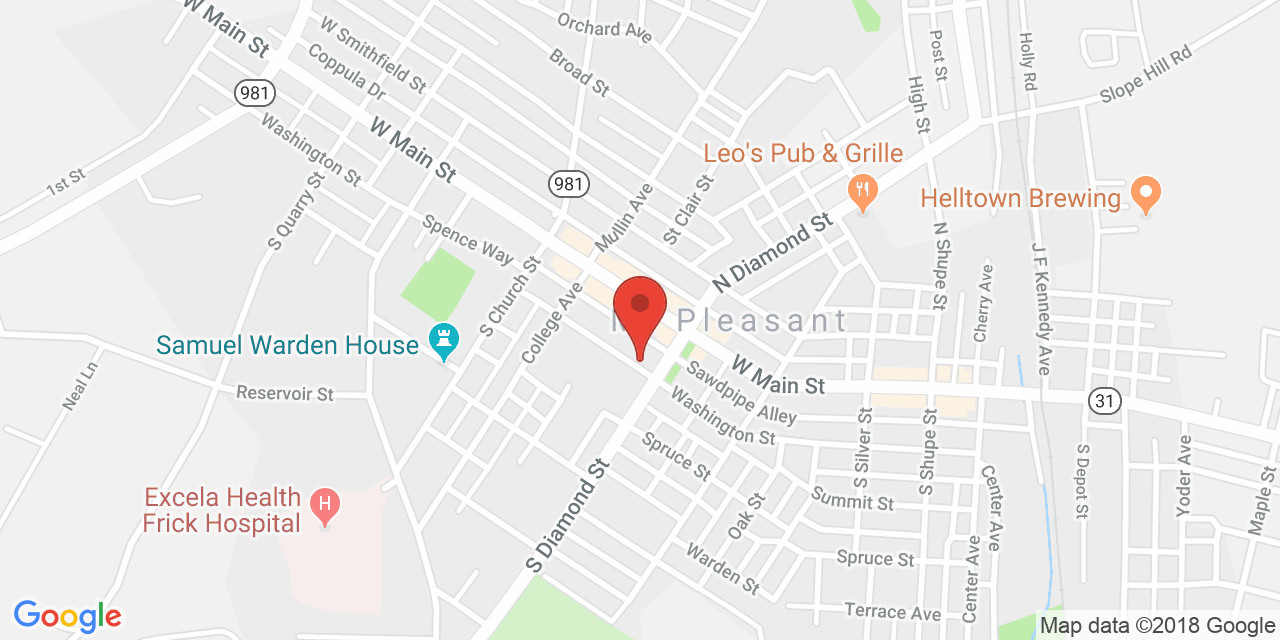 W Main St
Orchard Ave
W Smithfield St
Coppula Dr
Broad St
Post St
Holly Rd
Slope Hill Rd
High St
981
W Main St
Washington St
Leo's Pub & Grille
1st St
981
Helltown Brewing
S Quarry St
Mullin Ave
St Clair St
Spence Way
N Diamond St
N Shupe St
J F Kennedy Ave
S Church St
College Ave
Cherry Ave
Pleasant
Samuel Warden House
W Main St
Sawdpipe Alley
Neal Ln
Reservoir St
31
Washington St
S Silver St
S Shupe St
Spruce St
S Depot St
Yoder Ave
Maple St
Excela Health
Frick Hospital
H
S Diamond St
Oak St
Summit St
Center Ave
Warden St
Spruce St
Center Ave
Terrace Ave
Google
Map data ©2018 Google